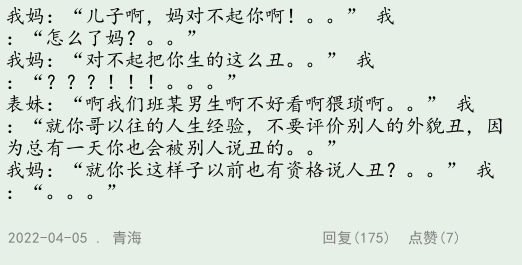 我妈：“儿子啊，妈对不起你啊！。。” 我
：“怎么了妈？。。”
我妈：“对不起把你生的这么丑。。” 我
：“？？？！！！。。。”
表妹：“啊我们班某男生啊不好看啊猥琐啊。。” 我
：“就你哥以往的人生经验，不要评价别人的外貌丑，因
为总有一天你也会被别人说丑的。。”
我妈：“就你长这样子以前也有资格说人丑？。。” 我
：“。。。”
2022-04-05 . 青海 回复(175) 点赞(7)